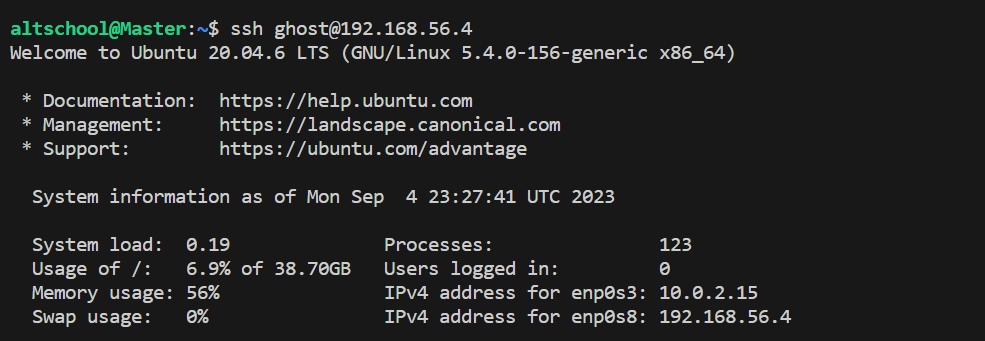 altschool@Master:~$ ssh ghost@192.168.56.4
Welcome to Ubuntu 20.04.6 LTS (GNU/Linux 5.4.0-156-generic x86_64)

 * Documentation:  https://help.ubuntu.com
 * Management:     https://landscape.canonical.com
 * Support:        https://ubuntu.com/advantage

  System information as of Mon Sep  4 23:27:41 UTC 2023

  System load:  0.19              Processes:               123
  Usage of /:   6.9% of 38.70GB   Users logged in:         0
  Memory usage: 56%               IPv4 address for enp0s3: 10.0.2.15
  Swap usage:   0%                IPv4 address for enp0s8: 192.168.56.4